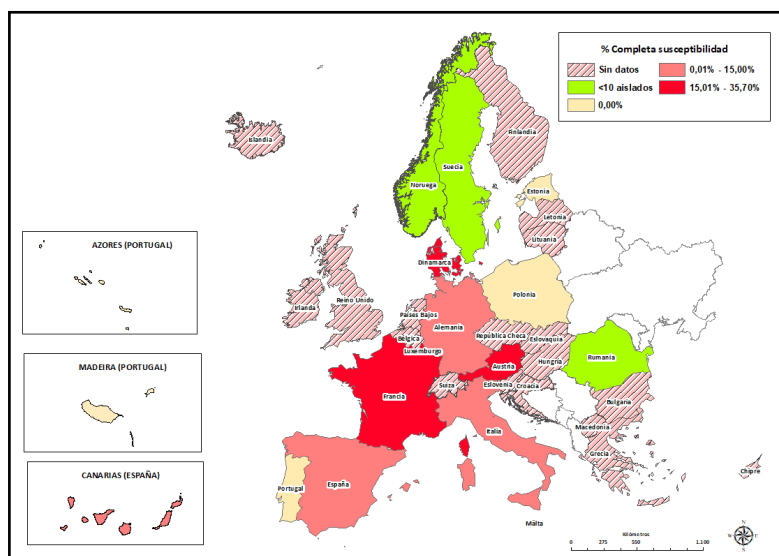 % Completa susceptibilidad
Sin datos
0,01% - 15,00%
<10 aislados
15,01% - 35,70%
0,00%
Islandia
Finlandia
Suecia
Noruega
Estonia
Letonia
Lituania
Dinamarca
Irlanda
Reino Unido
Países Bajos
Polonia
Alemania
Bélgica
Luxemburgo
República Checa
Eslovaquia
Hungría
Rumania
Francia
Suiza
Austria
Eslovenia
Croacia
Bulgaria
Italia
Macedonia
Grecia
Portugal
España
Malta
Chipre
AZORES (PORTUGAL)
MADEIRA (PORTUGAL)
CANARIAS (ESPAÑA)
Kilómetros
0 275 550 1.100
N